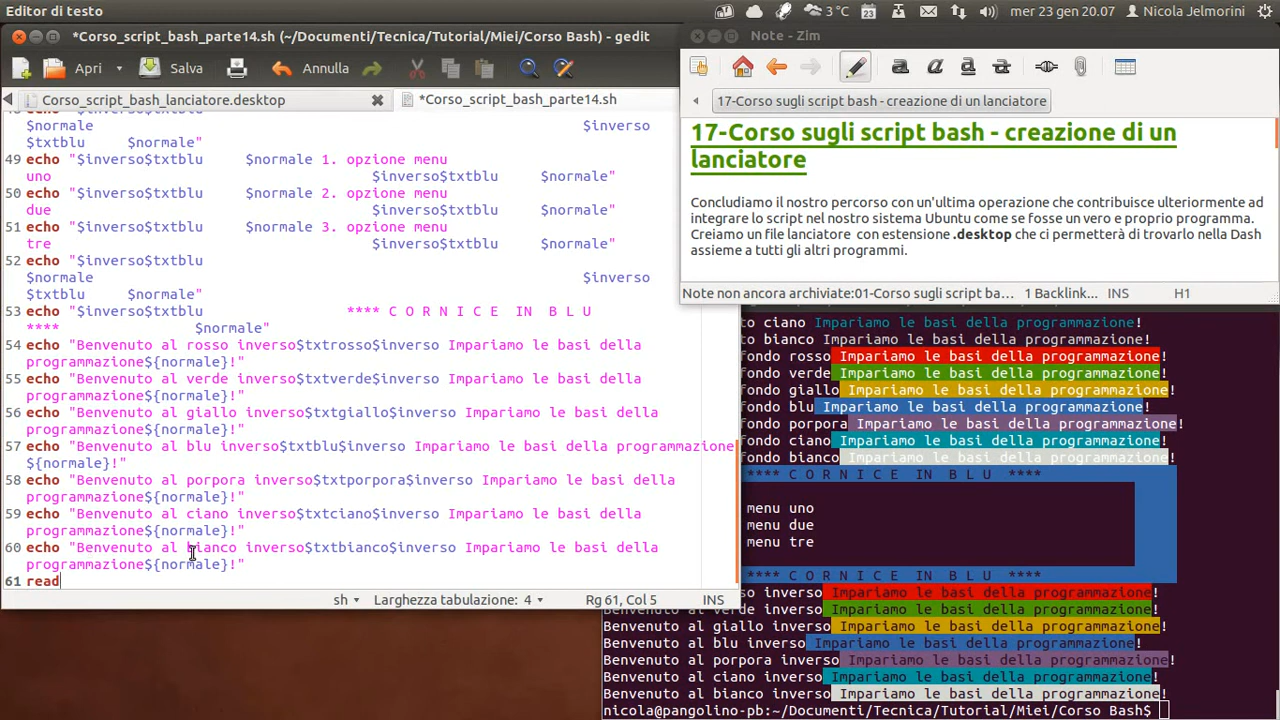 Editor di testo
3 °C
mer 23 gen 20.07
Nicola Jelmorini
*Corso_script_bash_parte14.sh (~/Documenti/Tecnica/Tutorial/Miei/Corso Bash) - gedit
Apri
Salva
Annulla
Corso_script_bash_lanciatore.desktop
*Corso_script_bash_parte14.sh
$normale $inverso
$txtblu $normale"
49 echo "$inverso$txtblu $normale 1. opzione menu
uno $inverso$txtblu $normale"
50 echo "$inverso$txtblu $normale 2. opzione menu
due $inverso$txtblu $normale"
51 echo "$inverso$txtblu $normale 3. opzione menu
tre $inverso$txtblu $normale"
52 echo "$inverso$txtblu
$normale $inverso
$txtblu $normale"
53 echo "$inverso$txtblu **** C O R N I C E IN B L U
**** $normale"
54 echo "Benvenuto al rosso inverso$txtrosso$inverso Impariamo le basi della
programmazione${normale}!"
55 echo "Benvenuto al verde inverso$txtverde$inverso Impariamo le basi della
programmazione${normale}!"
56 echo "Benvenuto al giallo inverso$txtgiallo$inverso Impariamo le basi della
programmazione${normale}!"
57 echo "Benvenuto al blu inverso$txtblu$inverso Impariamo le basi della programmazione
${normale}!"
58 echo "Benvenuto al porpora inverso$txtporpora$inverso Impariamo le basi della
programmazione${normale}!"
59 echo "Benvenuto al ciano inverso$txtciano$inverso Impariamo le basi della
programmazione${normale}!"
60 echo "Benvenuto al bianco inverso$txtbianco$inverso Impariamo le basi della
programmazione${normale}!"
61 read
sh
Larghezza tabulazione: 4
Rg 61, Col 5
INS
Note - Zim
17-Corso sugli script bash - creazione di un lanciatore
17-Corso sugli script bash - creazione di un
lanciatore
Concludiamo il nostro percorso con un'ultima operazione che contribuisce ulteriormente ad
integrare lo script nel nostro sistema Ubuntu come se fosse un vero e proprio programma.
Creiamo un file lanciatore con estensione .desktop che ci permetterà di trovarlo nella Dash
assieme a tutti gli altri programmi.
Note non ancora archiviate:01-Corso sugli script ba...
1 Backlink...
INS
H1
to ciano Impariamo le basi della programmazione!
to bianco Impariamo le basi della programmazione!
fondo rosso Impariamo le basi della programmazione!
fondo verde Impariamo le basi della programmazione!
fondo giallo Impariamo le basi della programmazione!
fondo blu Impariamo le basi della programmazione!
fondo porpora Impariamo le basi della programmazione!
fondo ciano Impariamo le basi della programmazione!
fondo bianco Impariamo le basi della programmazione!
**** C O R N I C E IN B L U ****
menu uno
menu due
menu tre
**** C O R N I C E IN B L U ****
so inverso Impariamo le basi della programmazione!
Benvenuto al verde inverso Impariamo le basi della programmazione!
Benvenuto al giallo inverso Impariamo le basi della programmazione!
Benvenuto al blu inverso Impariamo le basi della programmazione!
Benvenuto al porpora inverso Impariamo le basi della programmazione!
Benvenuto al ciano inverso Impariamo le basi della programmazione!
Benvenuto al bianco inverso Impariamo le basi della programmazione!
nicola@pangolino-pb:~/Documenti/Tecnica/Tutorial/Miei/Corso Bash$